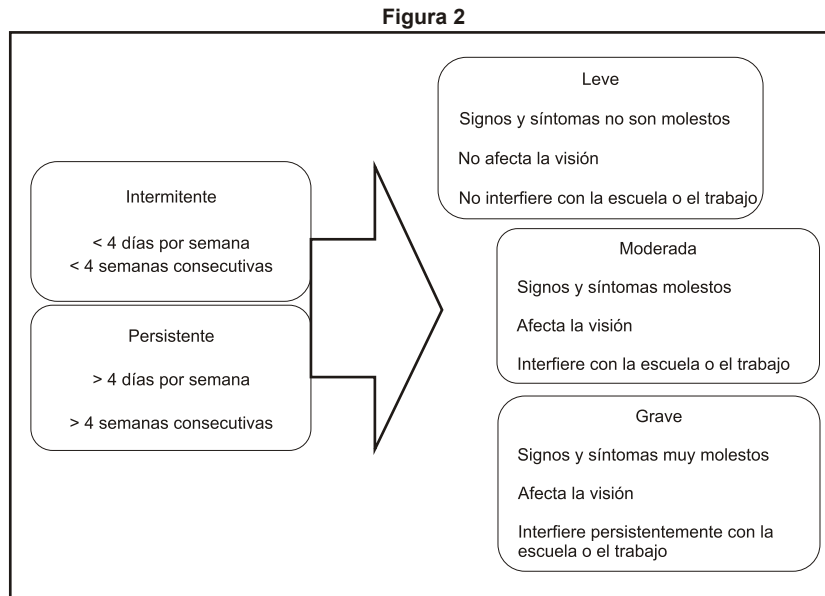 Figura 2
Intermitente
< 4 días por semana
< 4 semanas consecutivas
Persistente
> 4 días por semana
> 4 semanas consecutivas
Leve
Signos y síntomas no son molestos
No afecta la visión
No interfiere con la escuela o el trabajo
Moderada
Signos y síntomas molestos
Afecta la visión
Interfiere con la escuela o el trabajo
Grave
Signos y síntomas muy molestos
Afecta la visión
Interfiere persistentemente con la
escuela o el trabajo